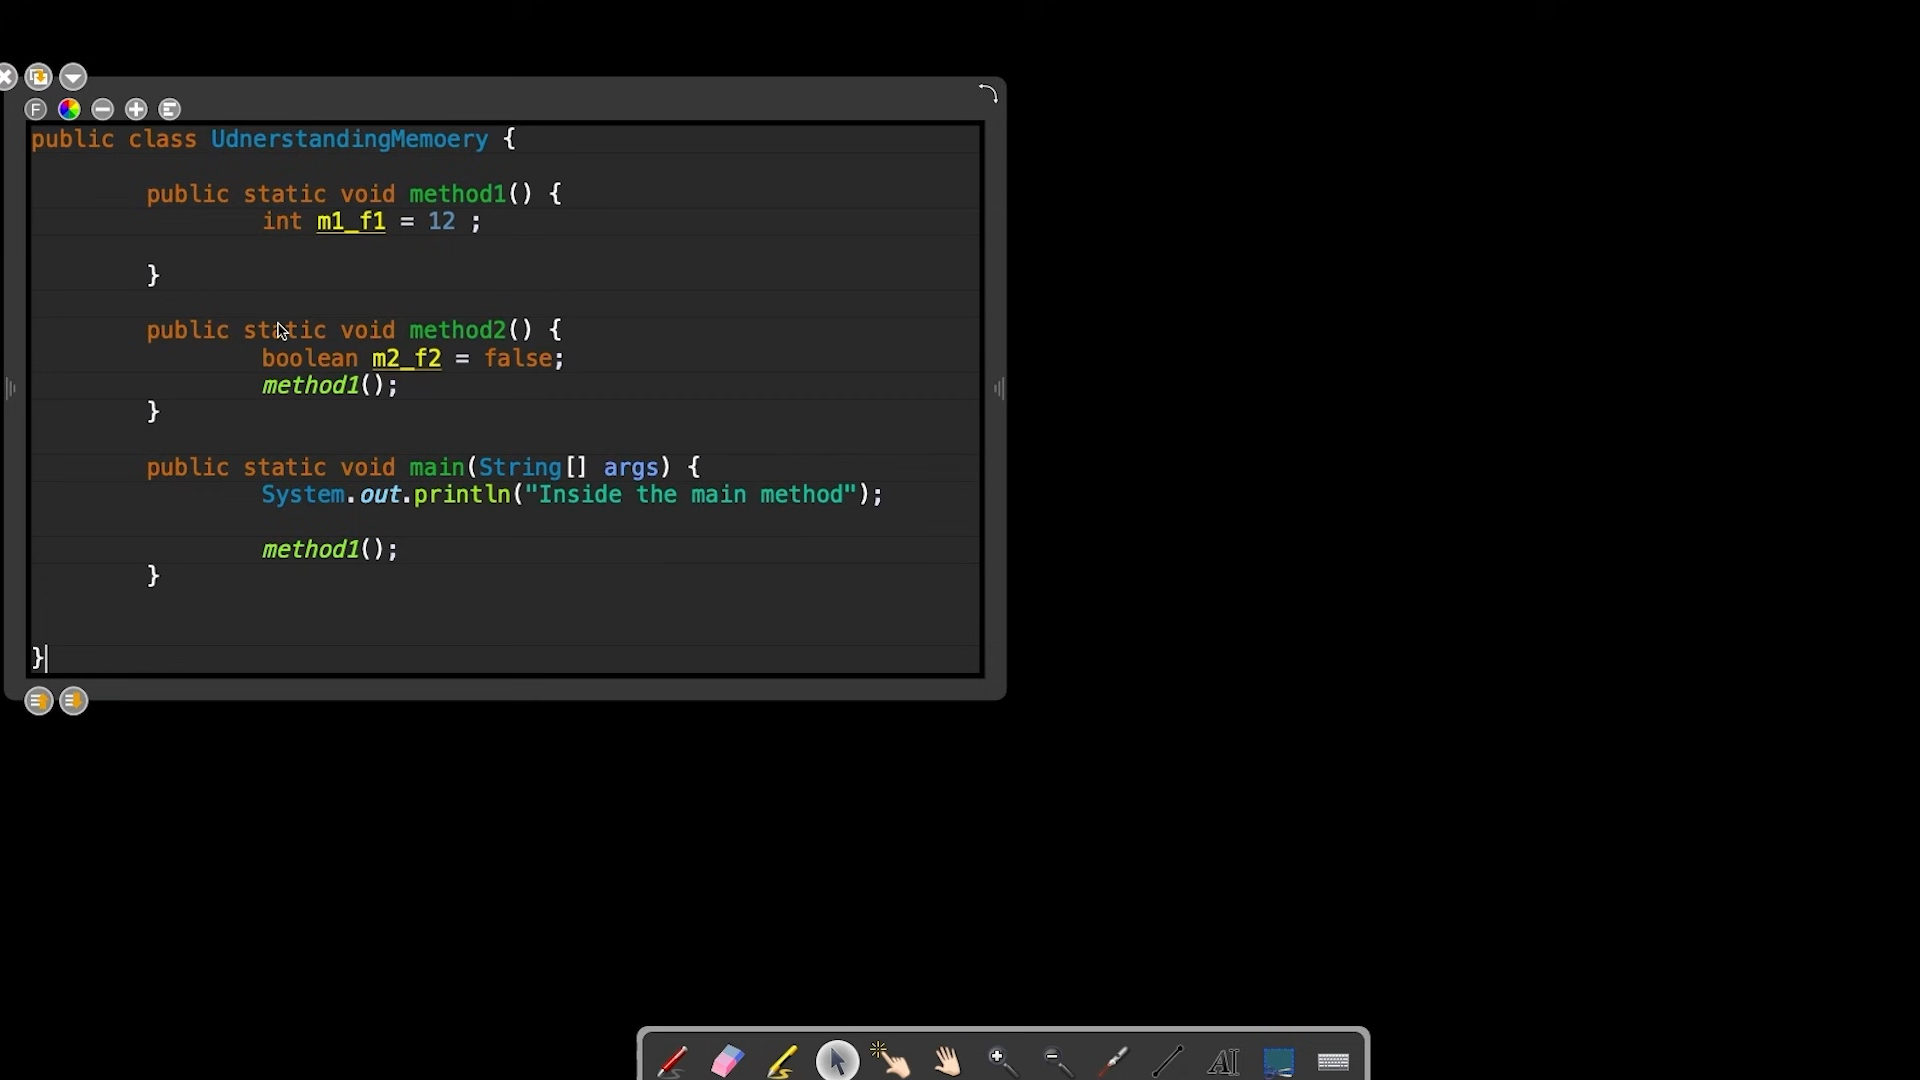 F
public class UdnerstandingMemoery {
public static void method1() {
int m1_f1 = 12 ;
}
public static void method2() {
boolean m2_f2 = false;
method1();
}
public static void main(String[] args) {
System.out.println("Inside the main method");
method1();
}
}
AI